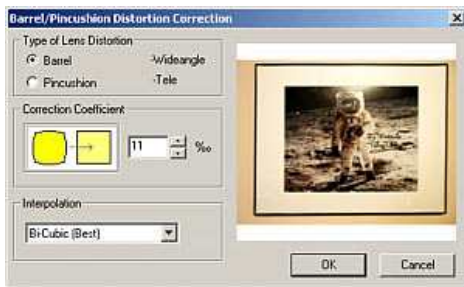 Barrel/Pincushion Distortion Correction
Type of Lens Distortion
Barrel -Wideangle
Pincushion -Tele
Correction Coefficient
11 ‰
Interpolation
Bi-Cubic (Best)
OK Cancel